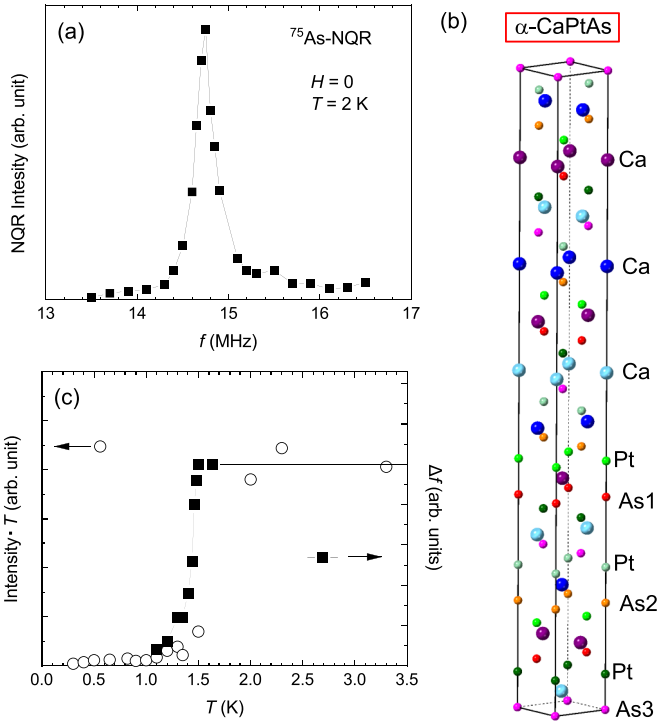 (a)
⁷⁵As-NQR
H = 0
T = 2 K
NQR Intesity (arb. unit)
13 14 15 16 17
f (MHz)
(b)
α-CaPtAs
Ca
Ca
Ca
Pt
As1
Pt
As2
Pt
As3
(c)
Intensity· T (arb. unit)
Δf (arb. units)
0.0 0.5 1.0 1.5 2.0 2.5 3.0 3.5
T (K)